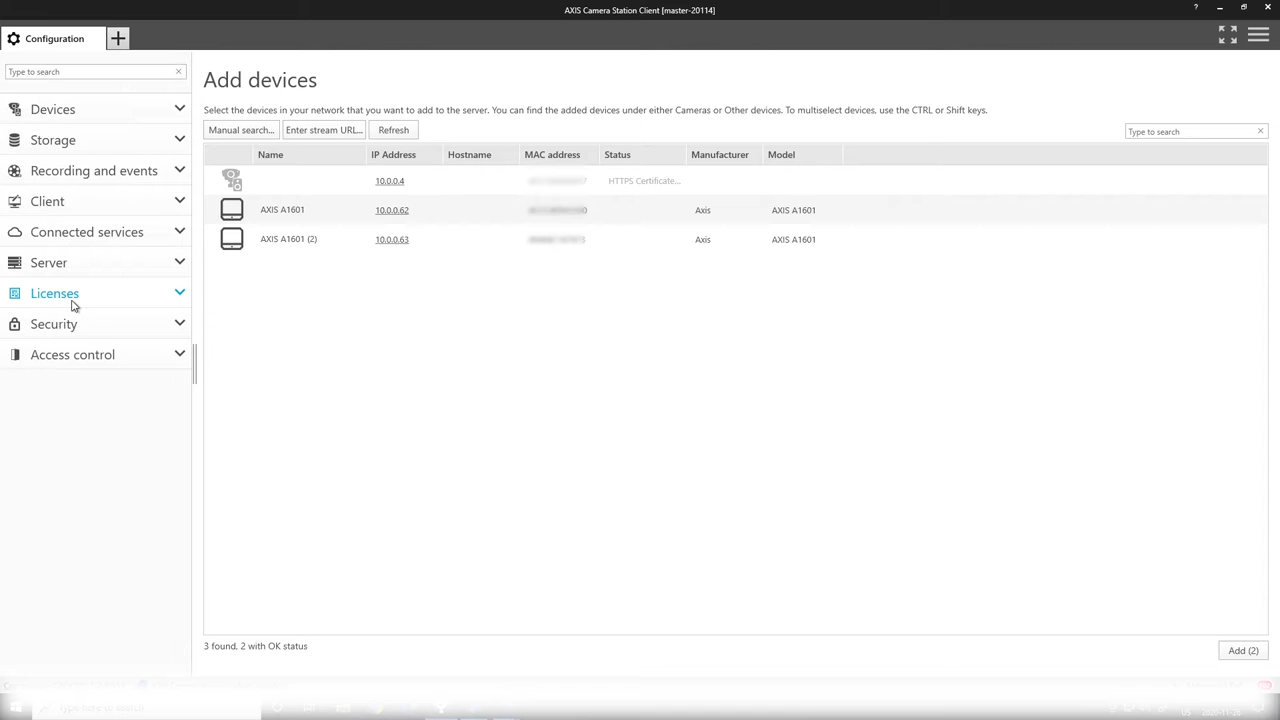 AXIS Camera Station Client [master-20114]
?
Configuration
Type to search
Devices
Storage
Recording and events
Client
Connected services
Server
Licenses
Security
Access control
Add devices
Select the devices in your network that you want to add to the server. You can find the added devices under either Cameras or Other devices. To multiselect devices, use the CTRL or Shift keys.
Manual search... Enter stream URL... Refresh Type to search
Name IP Address Hostname MAC address Status Manufacturer Model
10.0.0.4 HTTPS Certificate...
AXIS A1601 10.0.0.62 Axis AXIS A1601
AXIS A1601 (2) 10.0.0.63 Axis AXIS A1601
3 found, 2 with OK status
Add (2)
Type here to search